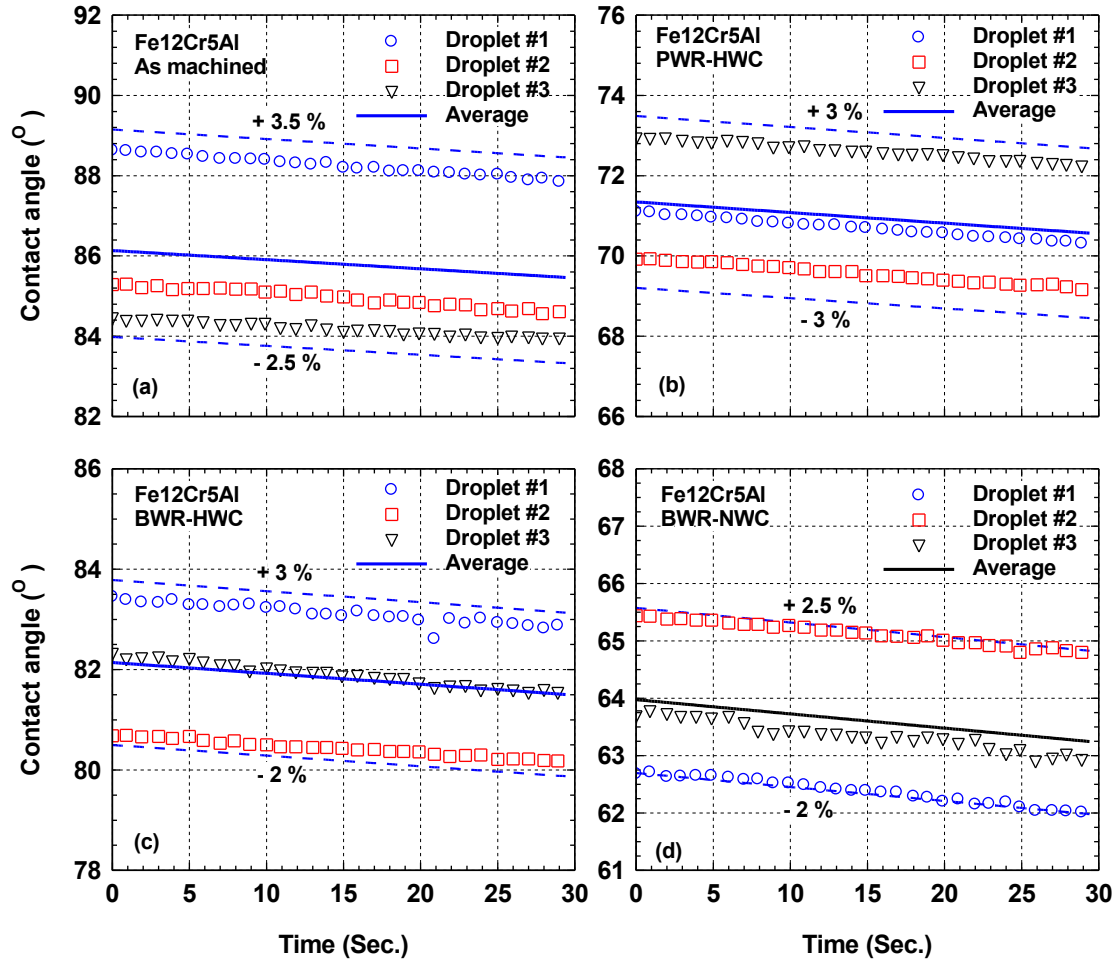 92
90
88
86
84
82
Contact angle (°)
Fe12Cr5Al
As machined
Droplet #1
Droplet #2
Droplet #3
Average
+ 3.5 %
- 2.5 %
(a)
76
74
72
70
68
66
Fe12Cr5Al
PWR-HWC
Droplet #1
Droplet #2
Droplet #3
Average
+ 3 %
- 3 %
(b)
86
84
82
80
78
Contact angle (°)
Fe12Cr5Al
BWR-HWC
Droplet #1
Droplet #2
Droplet #3
Average
+ 3 %
- 2 %
(c)
0 5 10 15 20 25 30
Time (Sec.)
68
67
66
65
64
63
62
61
Fe12Cr5Al
BWR-NWC
Droplet #1
Droplet #2
Droplet #3
Average
+ 2.5 %
- 2 %
(d)
0 5 10 15 20 25 30
Time (Sec.)